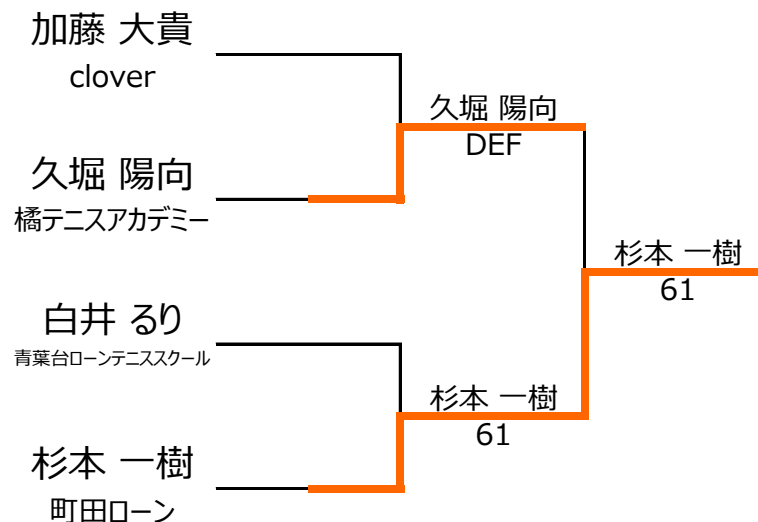 加藤 大貴
clover
久堀 陽向
DEF
久堀 陽向
橘テニスアカデミー
杉本 一樹
61
白井 るり
青葉台ローンテニススクール
杉本 一樹
61
杉本 一樹
町田ローン